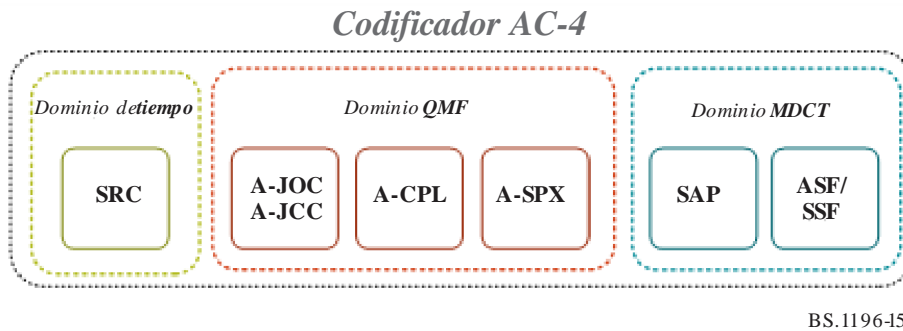 Codificador AC-4
Dominio detiempo
Dominio QMF
Dominio MDCT
SRC
A-JOC
A-JCC
A-CPL
A-SPX
SAP
ASF/
SSF
BS.1196-15